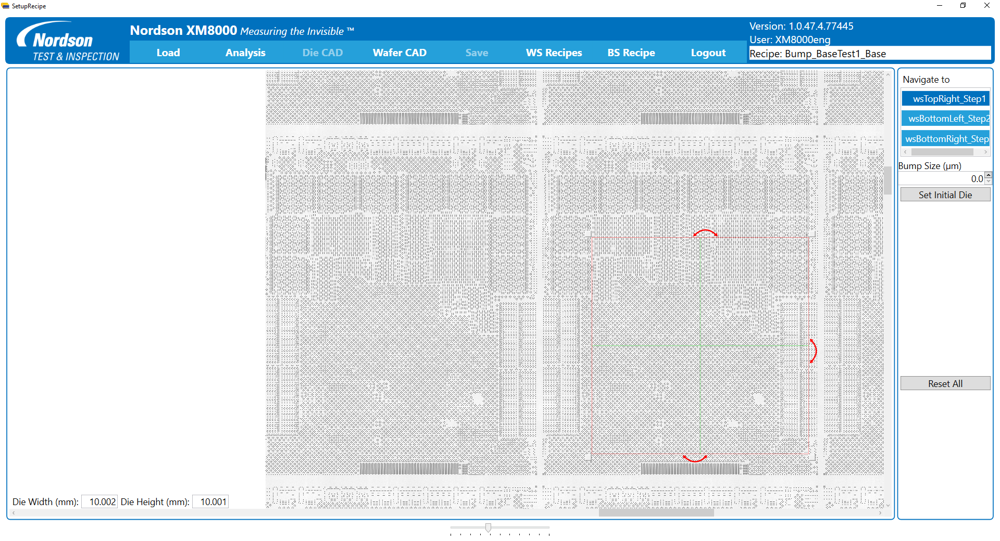 SetupRecipe
Nordson
TEST & INSPECTION
Nordson XM8000 Measuring the Invisible ™
Load Analysis Die CAD Wafer CAD Save WS Recipes BS Recipe Logout
Version: 1.0.47.4.77445
User: XM8000eng
Recipe: Bump_BaseTest1_Base
Navigate to
wsTopRight_Step1
wsBottomLeft_Step2
wsBottomRight_Step
Bump Size (µm)
0.0
Set Initial Die
Reset All
Die Width (mm): 10.002 Die Height (mm): 10.001